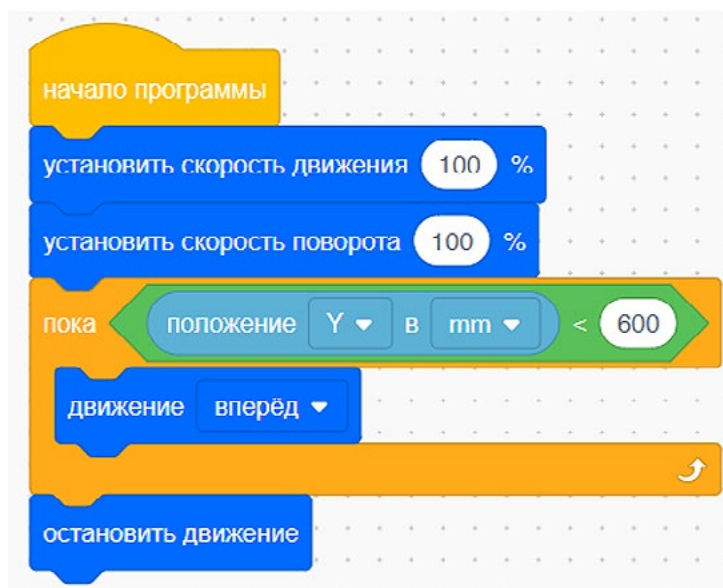 начало программы
установить скорость движения 100 %
установить скорость поворота 100 %
пока положение Y в mm < 600
движение вперёд
остановить движение